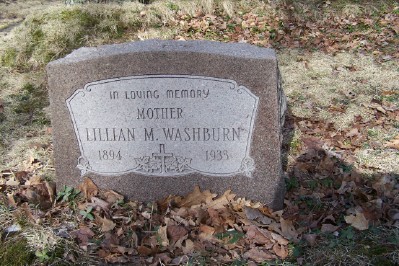 IN LOVING MEMORY
MOTHER
LILLIAN M. WASHBURN
1894 1938